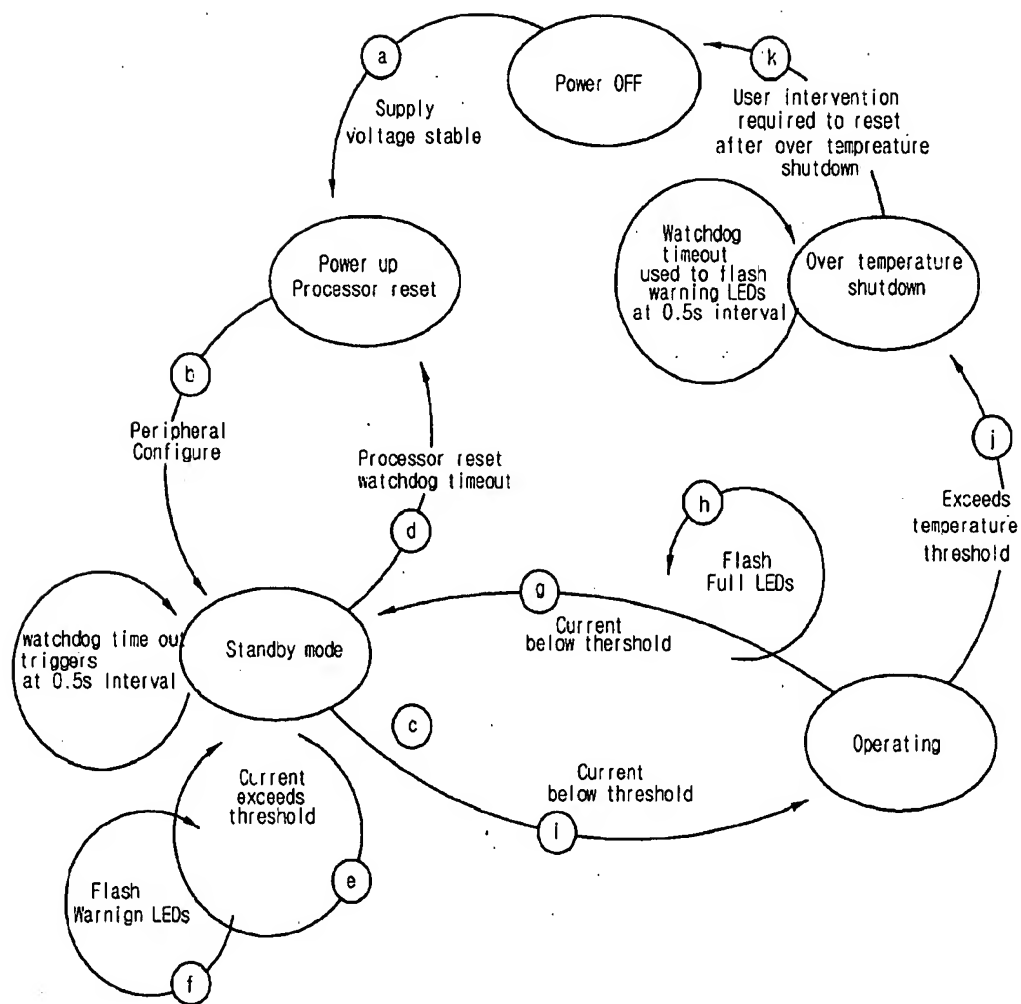 a
Power OFF
k
Supply
voltage stable
User intervention
required to reset
after over tempreature
shutdown
Power up
Processor reset
Watchdog
timeout
used to flash
warning LEDs
at 0.5s interval
Over temperature
shutdown
b
Peripheral
Configure
Processor reset
watchdog timeout
d
h
j
Exceeds
temperature
threshold
Flash
Full LEDs
g
Current
below thershold
watchdog time out
triggers
at 0.5s Interval
Standby mode
c
Operating
Current
exceeds
threshold
Current
below threshold
i
e
Flash
Warnign LEDs
f